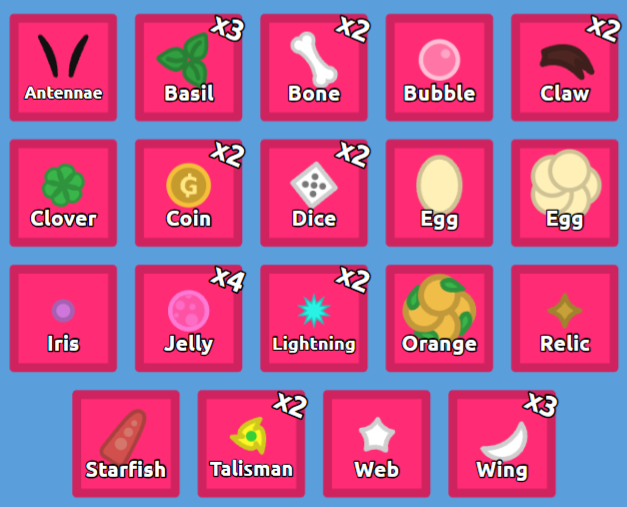 Antennae
x3
Basil
x2
Bone
Bubble
x2
Claw
Clover
x2
G
Coin
x2
Dice
Egg
Egg
Iris
x4
Jelly
x2
Lightning
Orange
Relic
Starfish
x2
Talisman
Web
x3
Wing